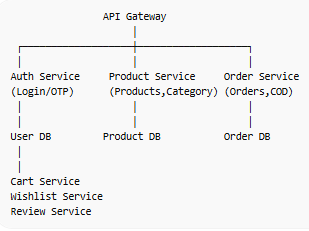 API Gateway
Auth Service Product Service Order Service
(Login/OTP) (Products,Category) (Orders,COD)
User DB Product DB Order DB
Cart Service
Wishlist Service
Review Service